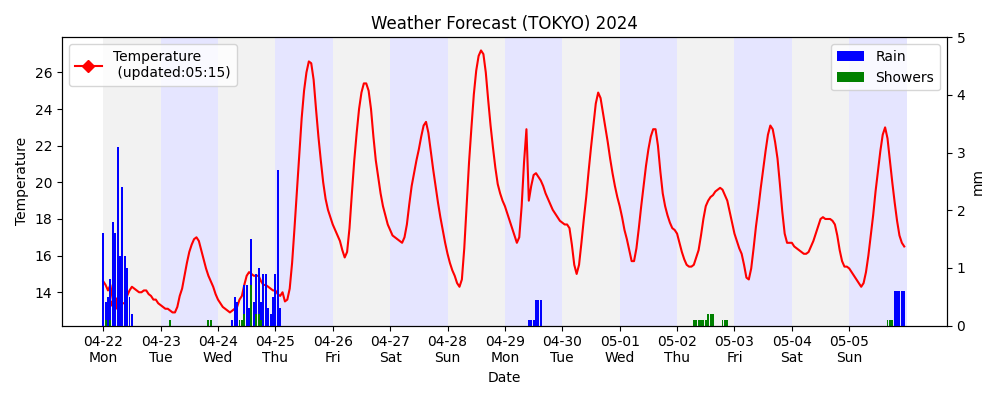 Weather Forecast (TOKYO) 2024
Temperature
(updated:05:15)
Rain
Showers
Temperature
26
24
22
20
18
16
14
5
4
3
2
1
0
mm
04-22 04-23 04-24 04-25 04-26 04-27 04-28 04-29 04-30 05-01 05-02 05-03 05-04 05-05
Mon Tue Wed Thu Fri Sat Sun Mon Tue Wed Thu Fri Sat Sun
Date